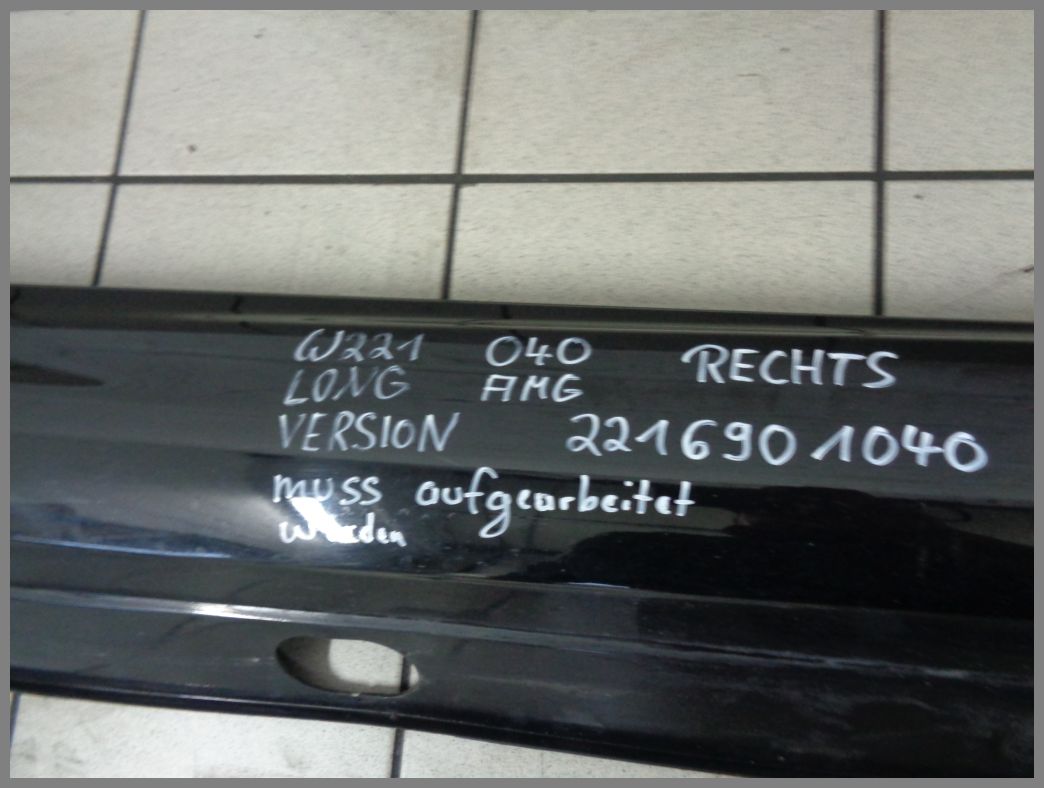 W221 040 RECHTS
LONG AMG
VERSION 2216901040
muss aufgearbeitet
werden